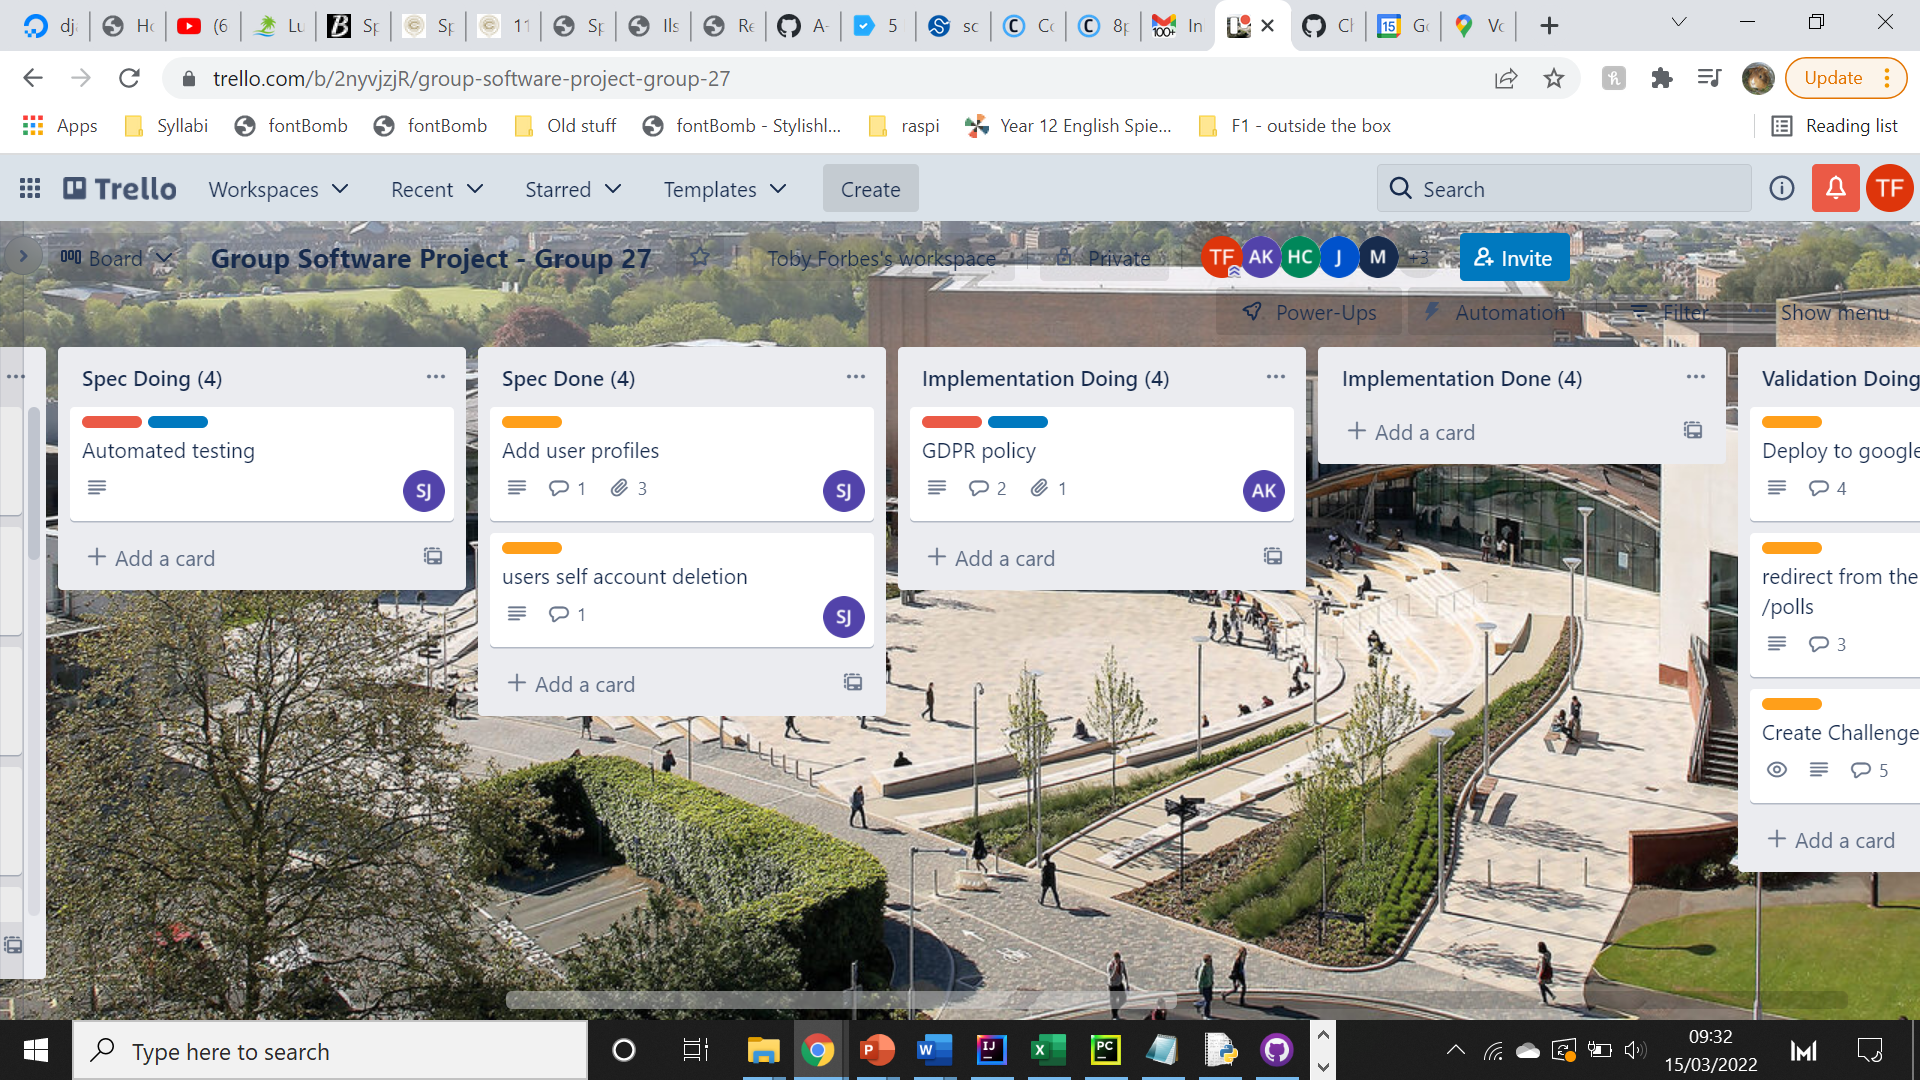 dja
Ho
(6
Lu
Sp
Sp
11
Sp
Ils
Re
A-
5
sc
Co
8p
In
Ch
15
Go
Vo
trello.com/b/2nyvjzjR/group-software-project-group-27
Update
Apps
Syllabi
fontBomb
fontBomb
Old stuff
fontBomb - Stylishl...
raspi
Year 12 English Spie...
F1 - outside the box
Reading list
Trello
Workspaces
Recent
Starred
Templates
Create
Search
TF
Board
Group Software Project - Group 27
Toby Forbes's workspace
Private
TF
AK
HC
J
M
+3
Invite
Power-Ups
Automation
Filter
Show menu
Spec Doing (4)
Automated testing
SJ
+ Add a card
Spec Done (4)
Add user profiles
1
3
SJ
users self account deletion
1
SJ
+ Add a card
Implementation Doing (4)
GDPR policy
2
1
AK
+ Add a card
Implementation Done (4)
+ Add a card
Validation Doing
Deploy to google
4
redirect from the
/polls
3
Create Challenge
5
+ Add a card
Type here to search
09:32
15/03/2022